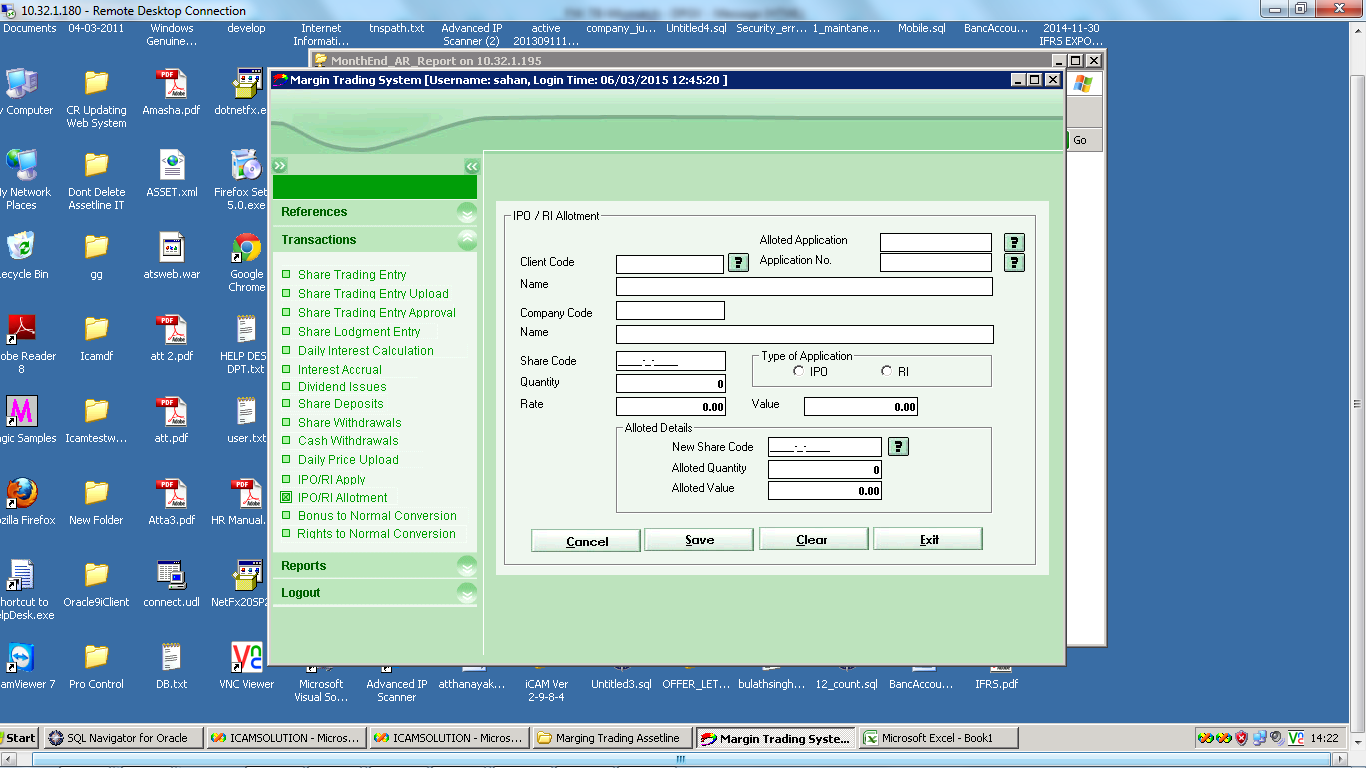 10.32.1.180 - Remote Desktop Connection
Documents
04-03-2011
Windows Genuine...
develop
Internet Informati...
tnspath.txt
Advanced IP Scanner (2)
active 201309111...
company_ju...
Untitled4.sql
Security_err...
1_maintane...
Mobile.sql
BancAccou...
2014-11-30 IFRS EXPO...
MonthEnd_AR_Report on 10.32.1.195
Margin Trading System [Username: sahan, Login Time: 06/03/2015 12:45:20 ]
Go
y Computer
CR Updating Web System
Amasha.pdf
dotnetfx.e
y Network Places
Dont Delete Assetline IT
ASSET.xml
Firefox Set 5.0.exe
ecycle Bin
gg
atsweb.war
Google Chrome
obe Reader 8
Icamdf
att 2.pdf
HELP DES DPT.txt
agic Samples
Icamtestw...
att.pdf
user.txt
ozilla Firefox
New Folder
Atta3.pdf
HR Manual.
hortcut to elpDesk.exe
Oracle9iClient
connect.udl
NetFx20SP2
amViewer 7
Pro Control
DB.txt
VNC Viewer
Microsoft Visual So...
Advanced IP Scanner
atthanayak...
iCAM Ver 2-9-8-4
Untitled3.sql
OFFER_LET...
bulathsingh...
12_count.sql
BancAccou...
IFRS.pdf
References
Transactions
Share Trading Entry
Share Trading Entry Upload
Share Trading Entry Approval
Share Lodgment Entry
Daily Interest Calculation
Interest Accrual
Dividend Issues
Share Deposits
Share Withdrawals
Cash Withdrawals
Daily Price Upload
IPO/RI Apply
IPO/RI Allotment
Bonus to Normal Conversion
Rights to Normal Conversion
Reports
Logout
IPO / RI Allotment
Alloted Application
?
Client Code
?
Application No.
?
Name
Company Code
Name
Share Code ____-_-____
Type of Application
IPO
RI
Quantity 0
Rate 0.00
Value 0.00
Alloted Details
New Share Code ____-_-____ ?
Alloted Quantity 0
Alloted Value 0.00
Cancel
Save
Clear
Exit
Start
SQL Navigator for Oracle
ICAMSOLUTION - Micros...
ICAMSOLUTION - Micros...
Marging Trading Assetline
Margin Trading Syste...
Microsoft Excel - Book1
14:22